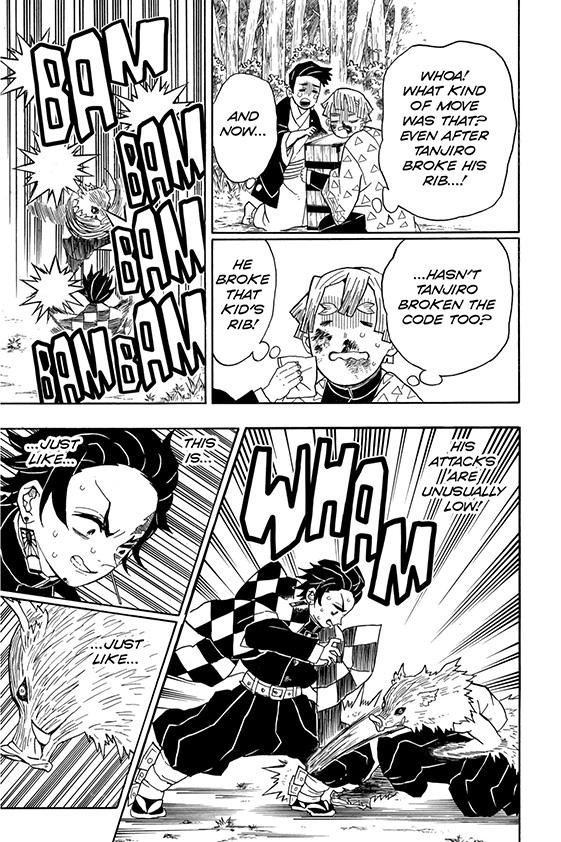 WHOA!
WHAT KIND
OF MOVE
WAS THAT?
EVEN AFTER
TANJIRO
BROKE HIS
RIB...!
AND
NOW...
...HASN'T
TANJIRO
BROKEN THE
CODE TOO?
HE
BROKE
THAT
KID'S
RIB!
BAM
BAM
BAM
BAM
BAM
HIS
ATTACKS
ARE
UNUSUALLY
LOW!
WHAM
THIS
IS...
...JUST
LIKE...
...JUST
LIKE...